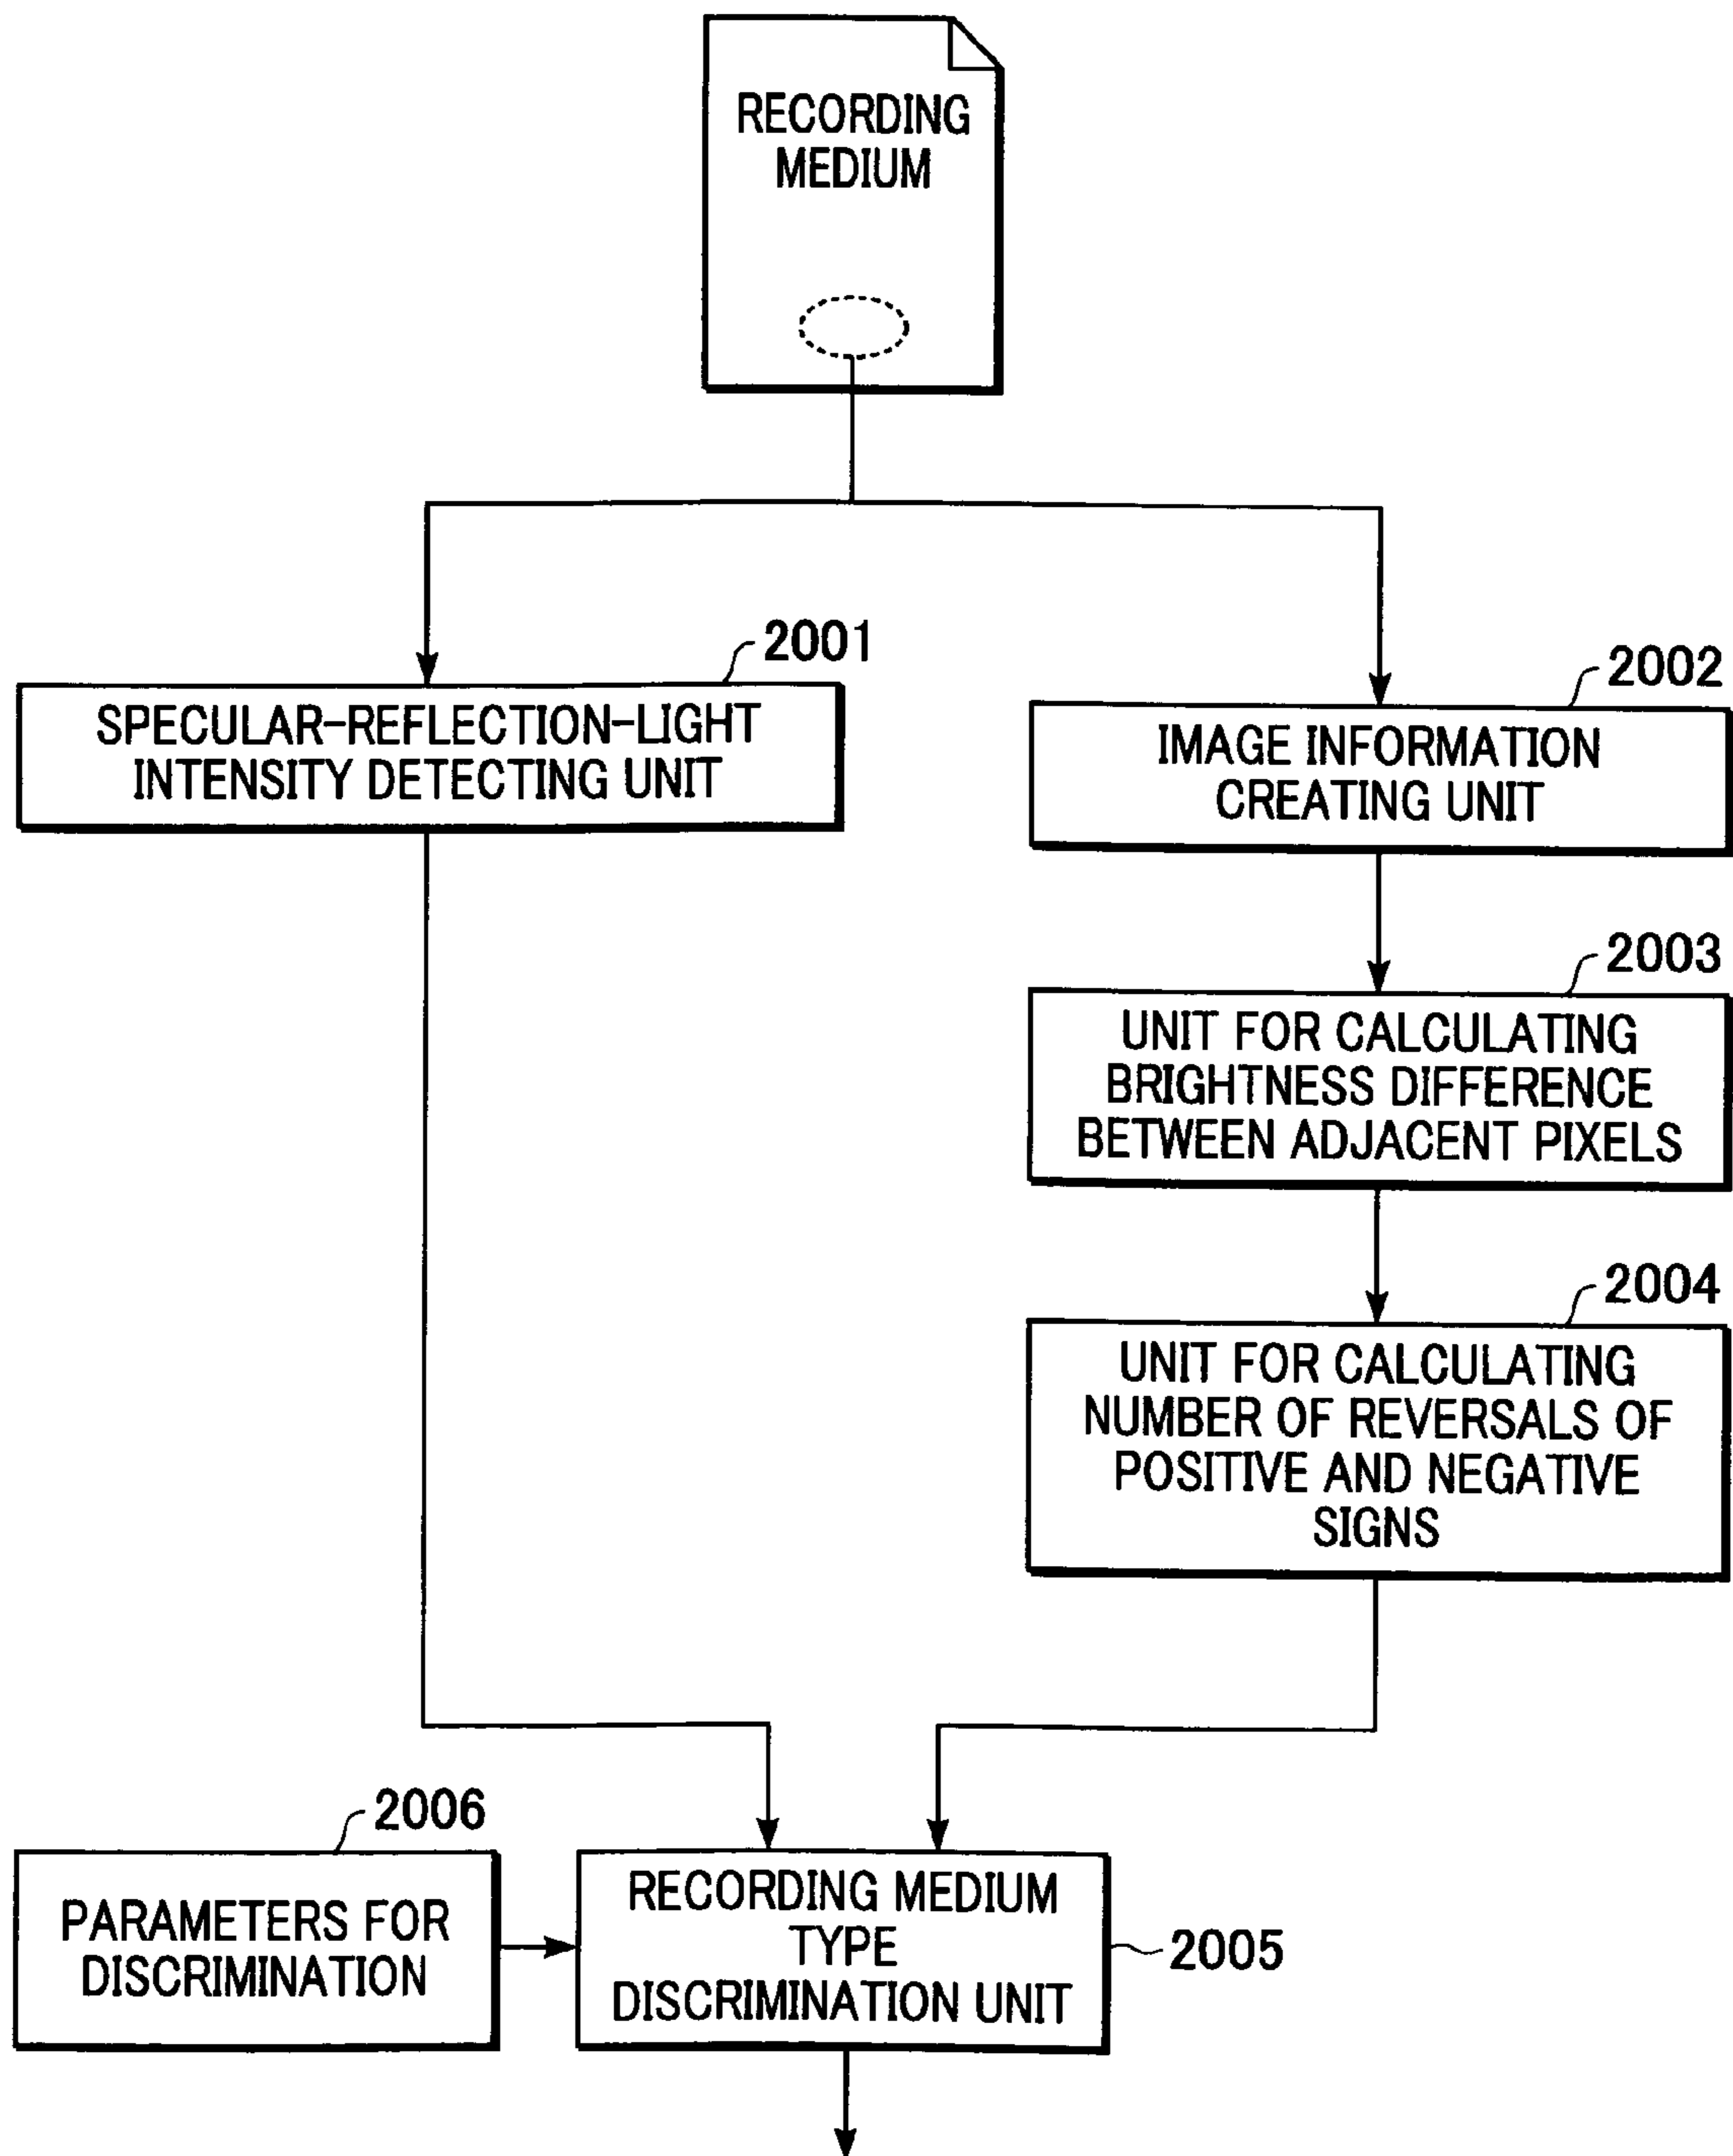 RECORDING
MEDIUM
2001
SPECULAR-REFLECTION-LIGHT
INTENSITY DETECTING UNIT
2002
IMAGE INFORMATION
CREATING UNIT
2003
UNIT FOR CALCULATING
BRIGHTNESS DIFFERENCE
BETWEEN ADJACENT PIXELS
2004
UNIT FOR CALCULATING
NUMBER OF REVERSALS OF
POSITIVE AND NEGATIVE
SIGNS
2006
PARAMETERS FOR
DISCRIMINATION
RECORDING MEDIUM
TYPE
DISCRIMINATION UNIT
2005